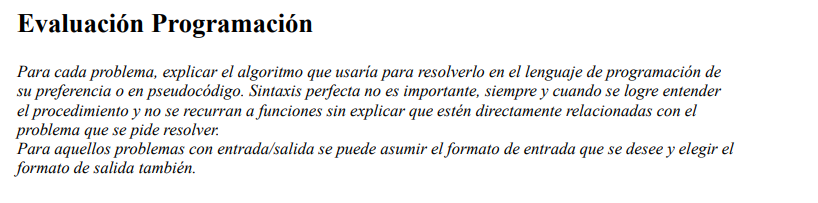 Evaluación Programación
Para cada problema, explicar el algoritmo que usaría para resolverlo en el lenguaje de programación de
su preferencia o en pseudocódigo. Sintaxis perfecta no es importante, siempre y cuando se logre entender
el procedimiento y no se recurran a funciones sin explicar que estén directamente relacionadas con el
problema que se pide resolver.
Para aquellos problemas con entrada/salida se puede asumir el formato de entrada que se desee y elegir el
formato de salida también.